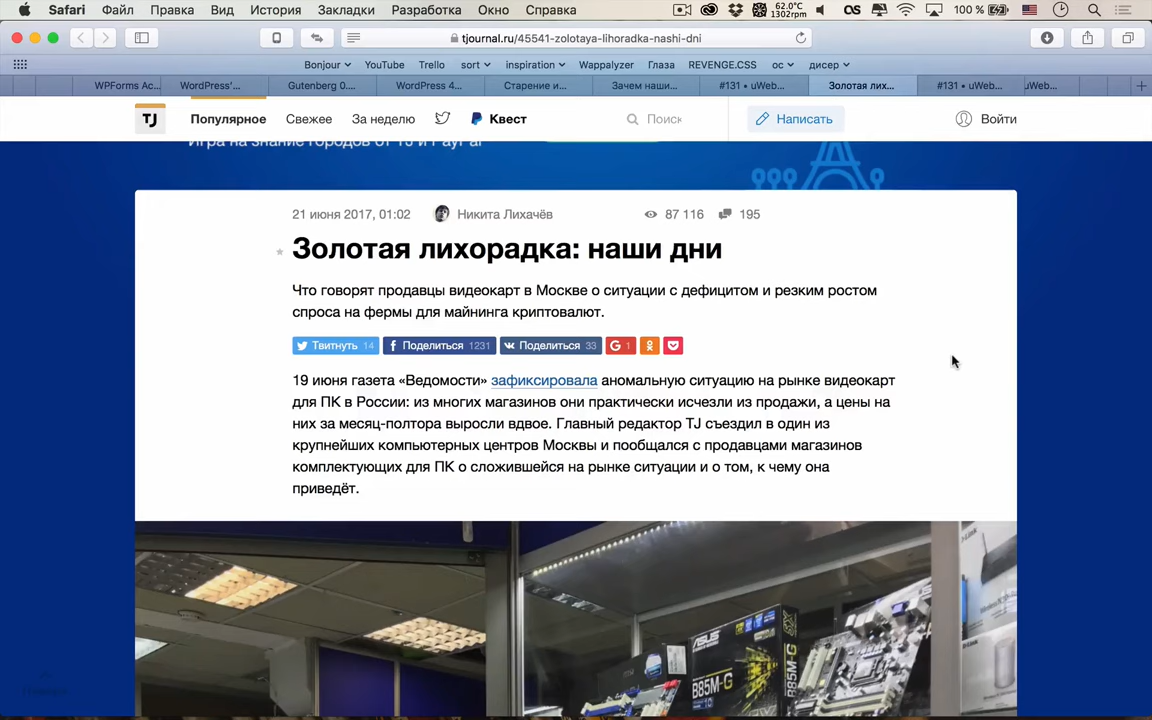 Safari Файл Правка Вид История Закладки Разработка Окно Справка 62.0°C 1302rpm 100 %
tjournal.ru/45541-zolotaya-lihoradka-nashi-dni
Bonjour YouTube Trello sort inspiration Wappalyzer Глаза REVENGE.CSS ос дисер
WPForms Ac... WordPress'... Gutenberg 0.... WordPress 4... Старение и... Зачем наши... #131 • uWeb... Золотая лих... #131 • uWeb... uWeb...
TJ Популярное Свежее За неделю Квест Поиск Написать Войти
21 июня 2017, 01:02 Никита Лихачёв 87 116 195
Золотая лихорадка: наши дни
Что говорят продавцы видеокарт в Москве о ситуации с дефицитом и резким ростом
спроса на фермы для майнинга криптовалют.
Твитнуть 14 Поделиться 1231 Поделиться 33 G 1
19 июня газета «Ведомости» зафиксировала аномальную ситуацию на рынке видеокарт
для ПК в России: из многих магазинов они практически исчезли из продажи, а цены на
них за месяц-полтора выросли вдвое. Главный редактор TJ съездил в один из
крупнейших компьютерных центров Москвы и пообщался с продавцами магазинов
комплектующих для ПК о сложившейся на рынке ситуации и о том, к чему она
приведёт.
ASUS
B85M-G
B85M-G